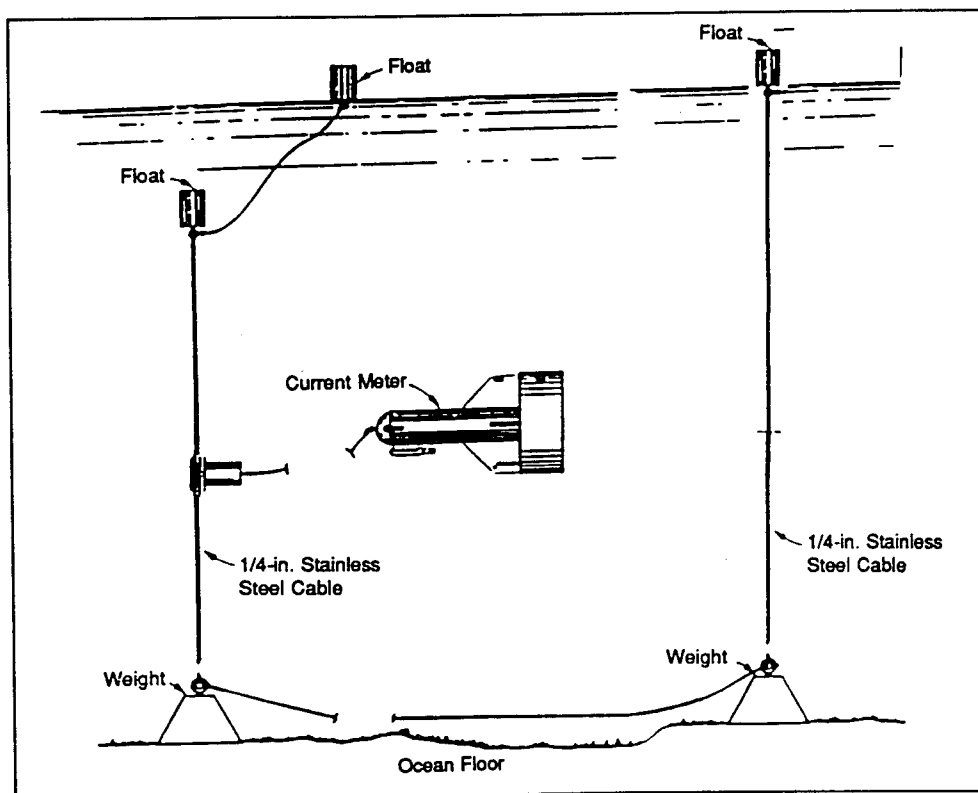 Float
Float
Float
Current Meter
1/4-in. Stainless
Steel Cable
1/4-in. Stainless
Steel Cable
Weight
Weight
Ocean Floor